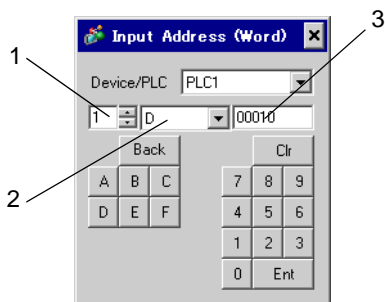 1
3
Input Address (Word)
Device/PLC PLC1
1 D 00010
Back Clr
A B C 7 8 9
2
D E F 4 5 6
1 2 3
0 Ent